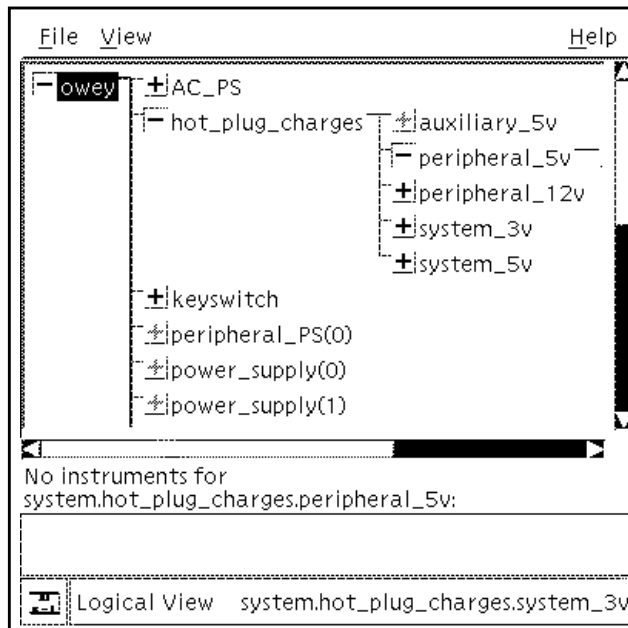 File View Help
owey AC_PS
hot_plug_charges auxiliary_5v
peripheral_5v
peripheral_12v
system_3v
system_5v
keyswitch
peripheral_PS(0)
power_supply(0)
power_supply(1)
No instruments for
system.hot_plug_charges.peripheral_5v:
Logical View system.hot_plug_charges.system_3v